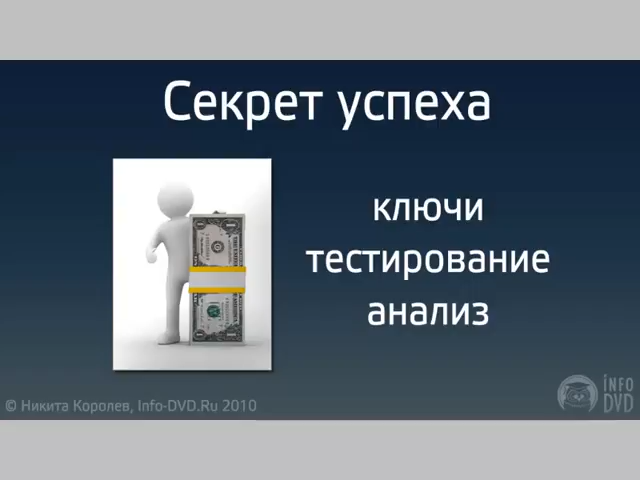 Секрет успеха
ключи
тестирование
анализ
© Никита Королев, Info-DVD.Ru 2010
iNFO
DVD